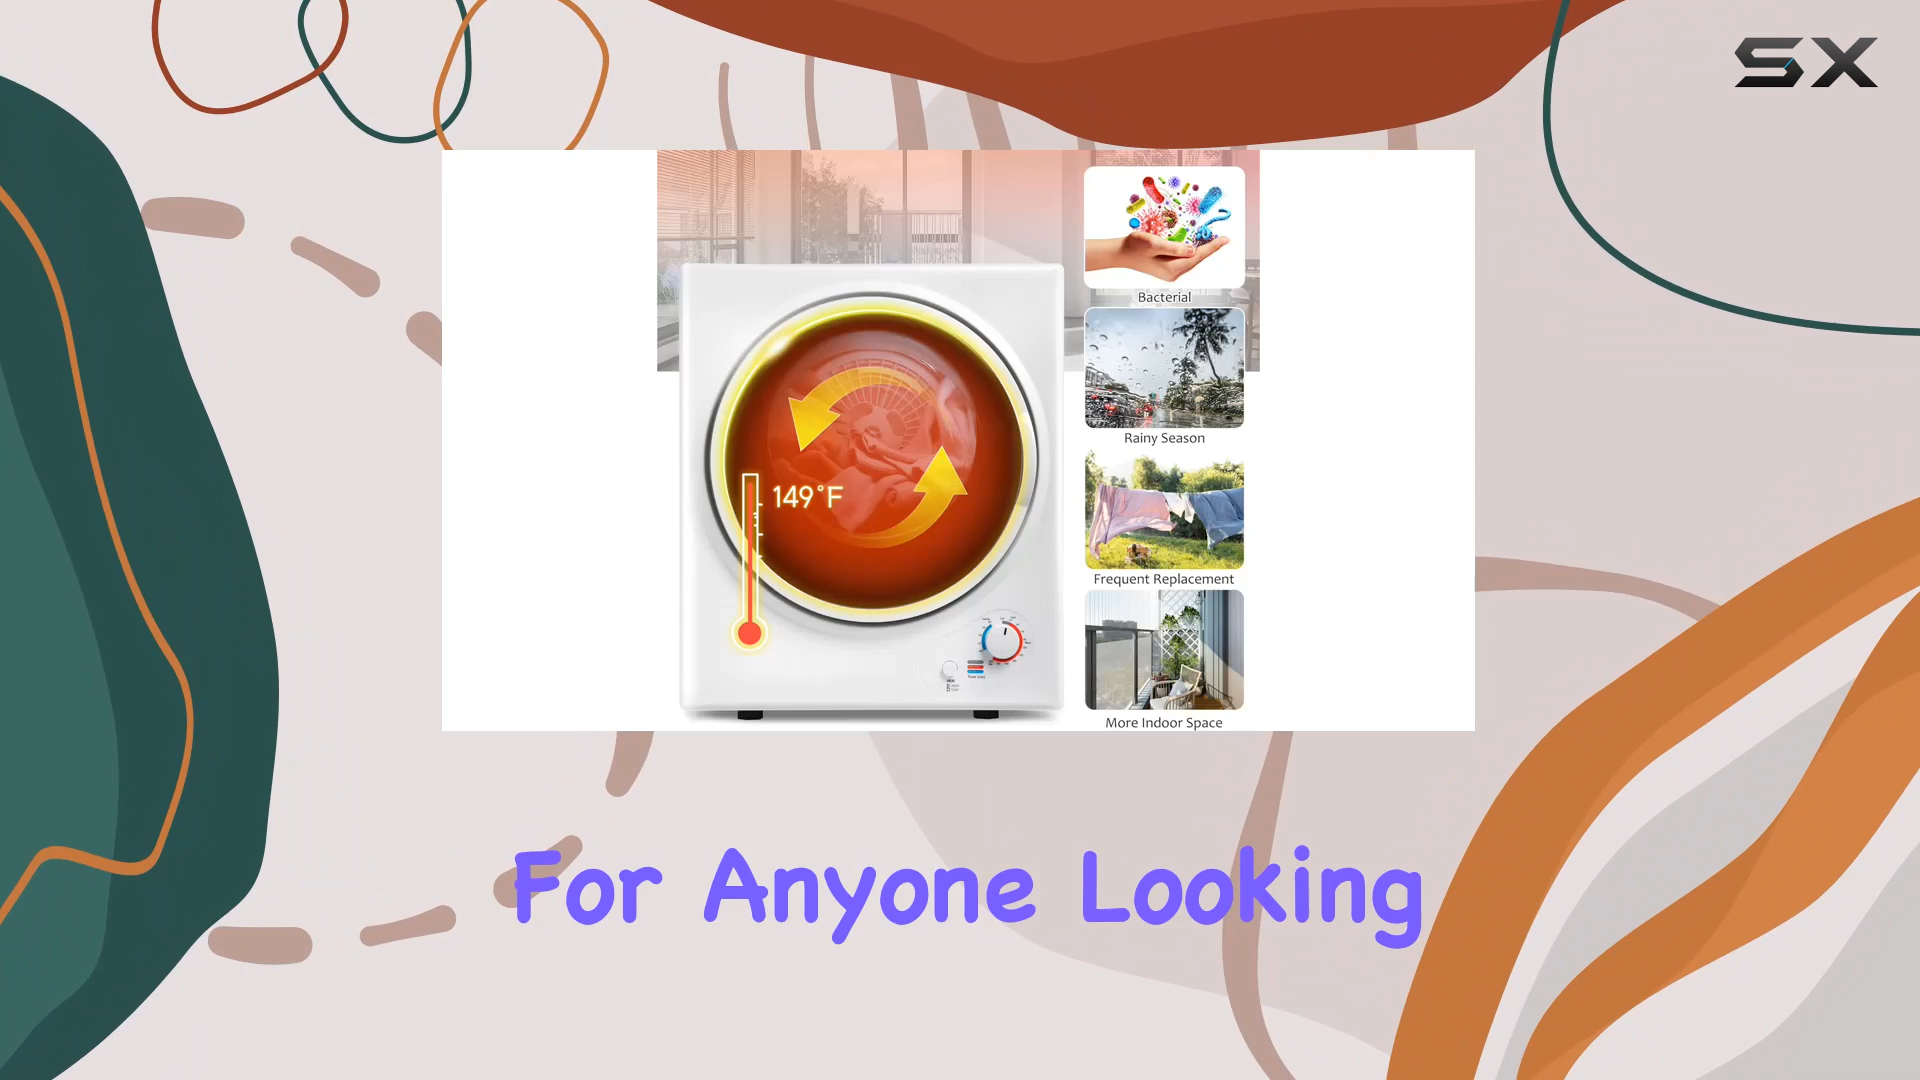 SX
Bacterial
Rainy Season
149°F
Frequent Replacement
More Indoor Space
For Anyone Looking